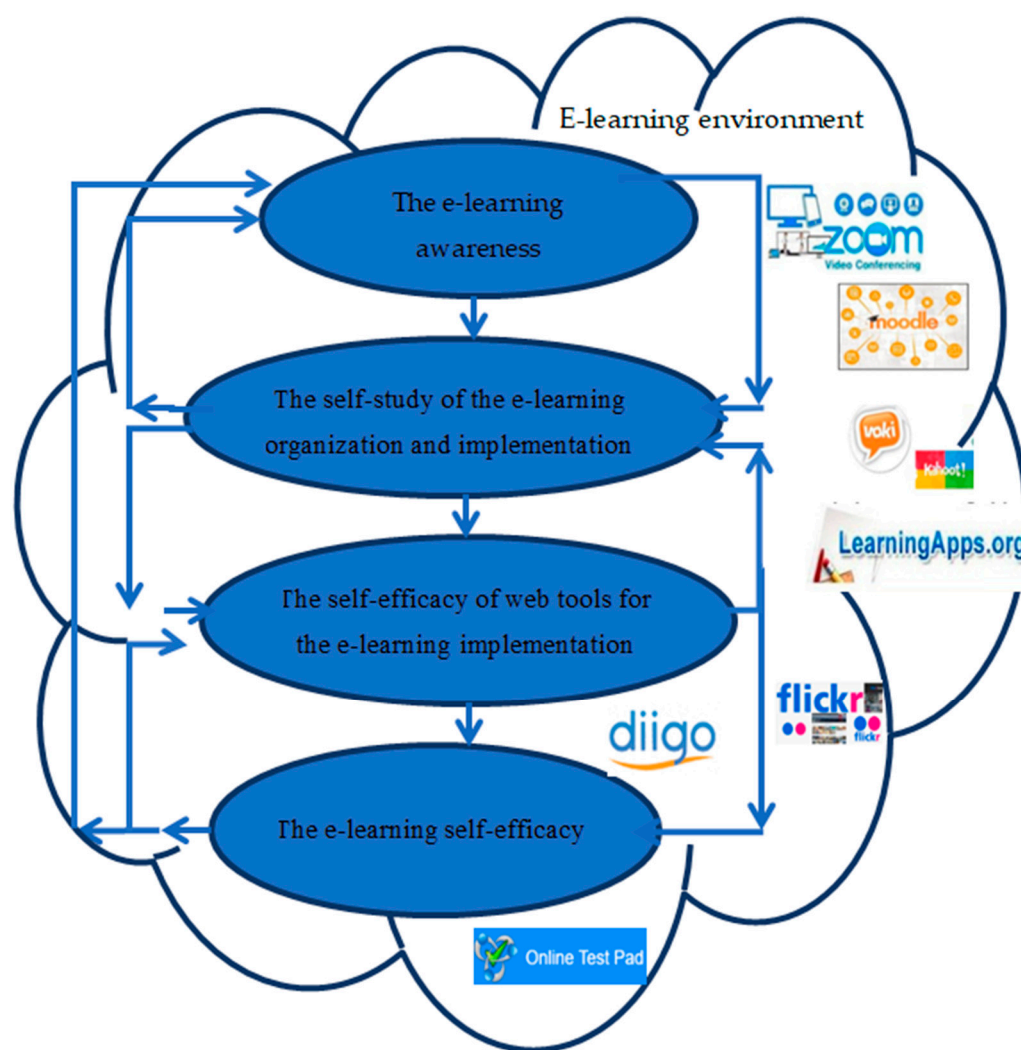 E-learning environment
The e-learning
awareness
zoom
Video Conferencing
moodle
The self-study of the e-learning
organization and implementation
voki
Kahoot!
LearningApps.org
The self-efficacy of web tools for
the e-learning implementation
flickr
flickr
diigo
The e-learning self-efficacy
Online Test Pad